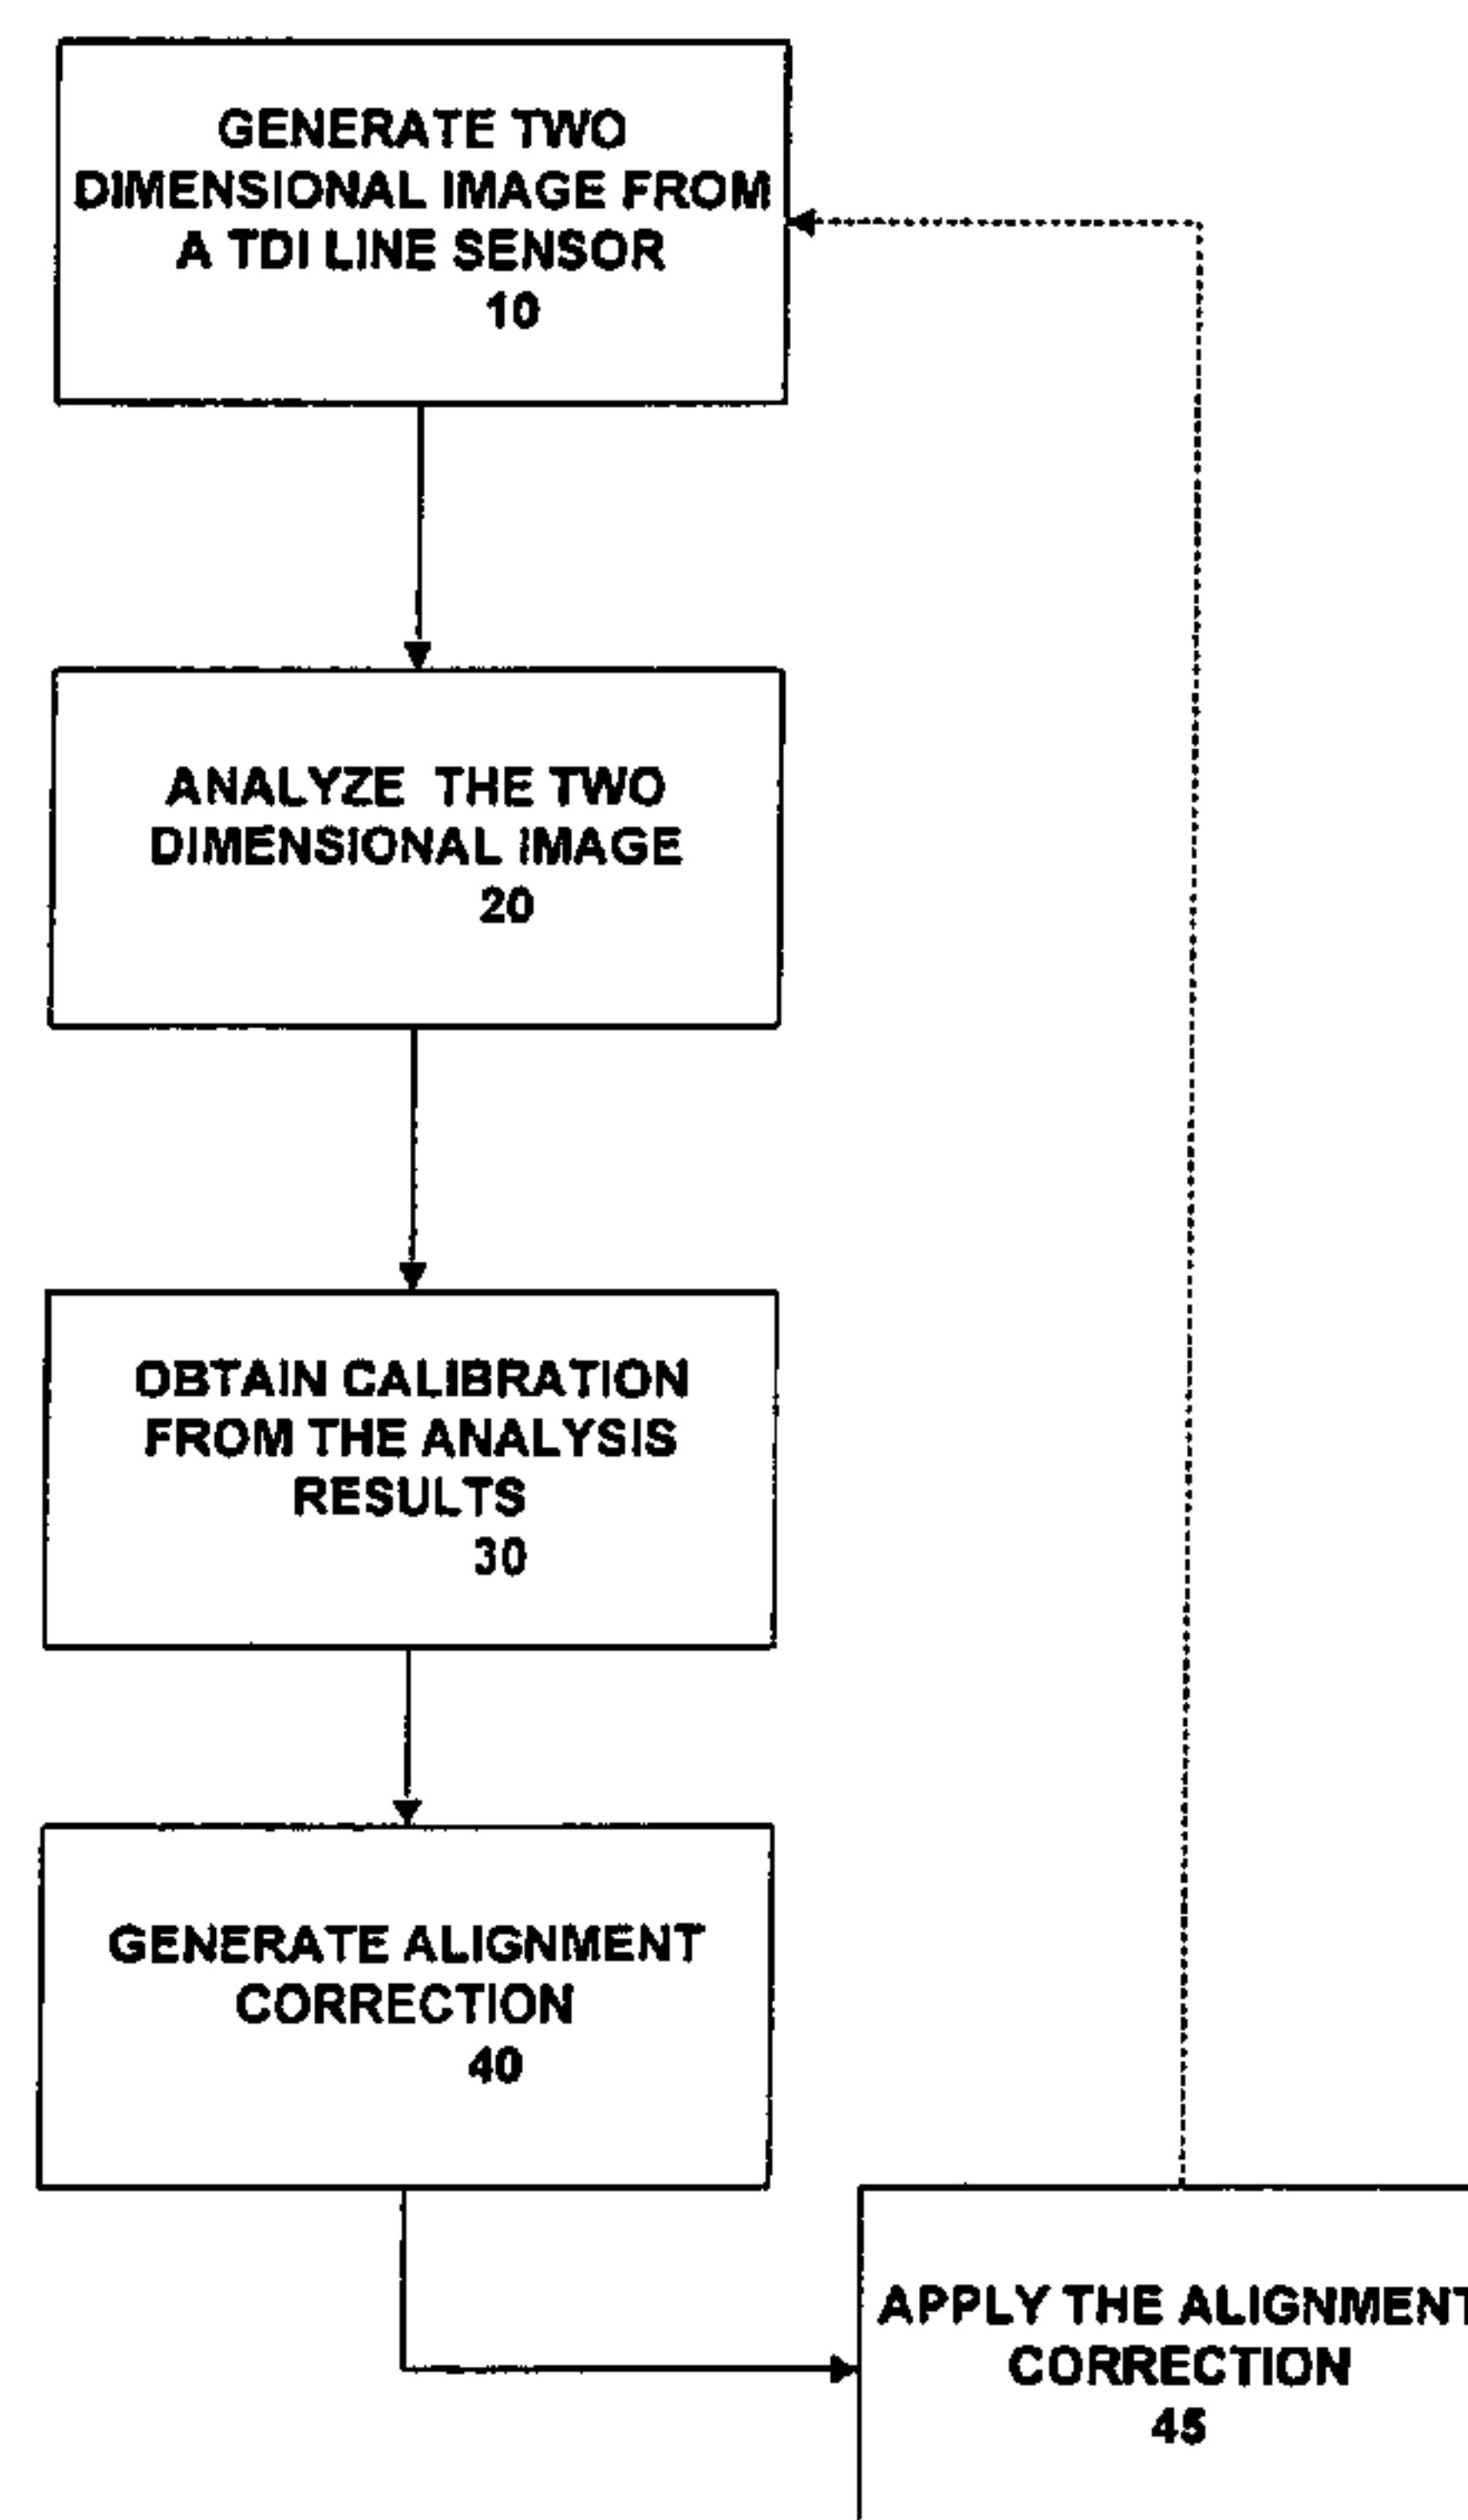 GENERATE TWO
DIMENSIONAL IMAGE FROM
A TDI LINE SENSOR
10
ANALYZE THE TWO
DIMENSIONAL IMAGE
20
OBTAIN CALIBRATION
FROM THE ANALYSIS
RESULTS
30
GENERATE ALIGNMENT
CORRECTION
40
APPLY THE ALIGNMENT
CORRECTION
45